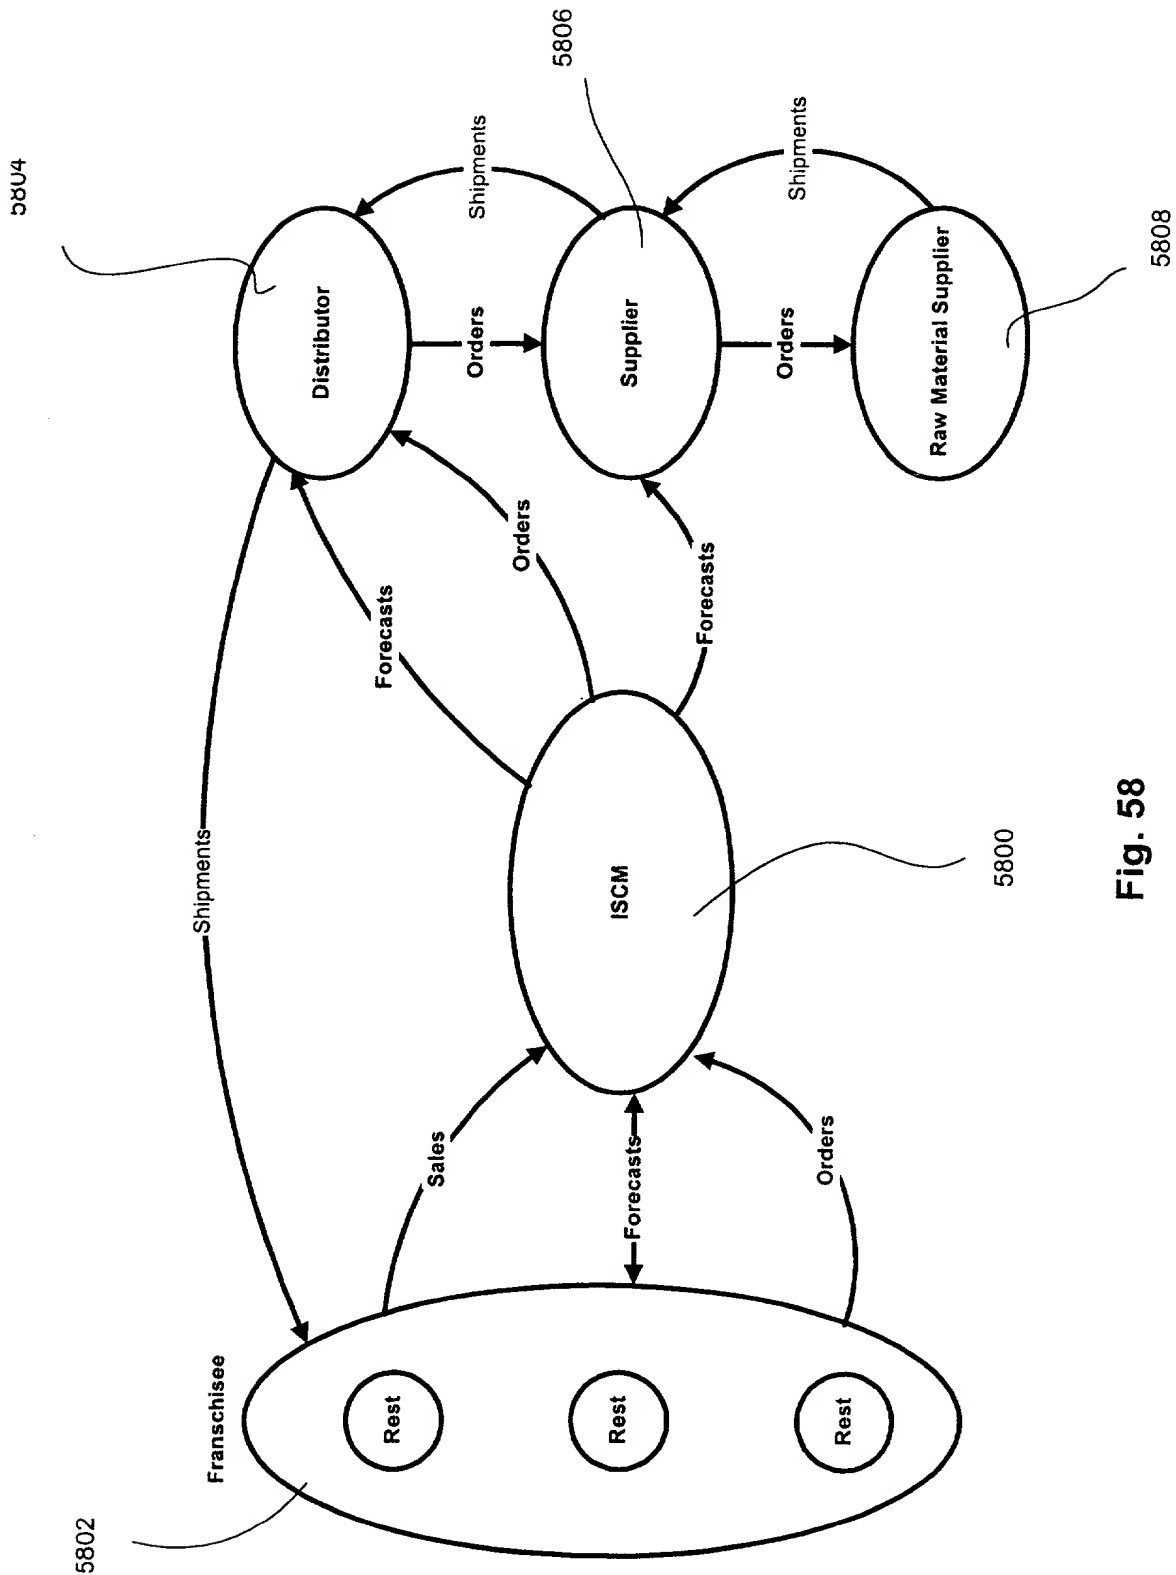 5804
5802
Shipments
Franschisee
Distributor
Forecasts
Rest
Sales
Orders
Shipments
Orders
5806
Rest
Forecasts
ISCM
Supplier
Forecasts
Orders
Shipments
Orders
Rest
Raw Material Supplier
5800
5808
Fig. 58